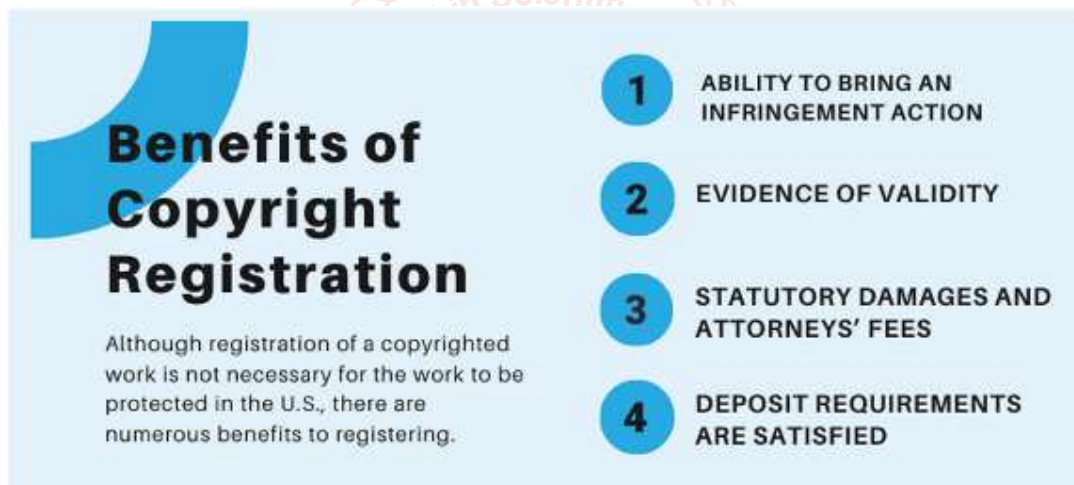 Benefits of
Copyright
Registration
Although registration of a copyrighted
work is not necessary for the work to be
protected in the U.S., there are
numerous benefits to registering.
1
ABILITY TO BRING AN
INFRINGEMENT ACTION
2
EVIDENCE OF VALIDITY
3
STATUTORY DAMAGES AND
ATTORNEYS’ FEES
4
DEPOSIT REQUIREMENTS
ARE SATISFIED